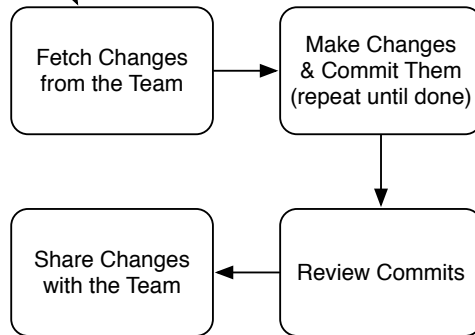 Fetch Changes
from the Team
Make Changes
& Commit Them
(repeat until done)
Review Commits
Share Changes
with the Team